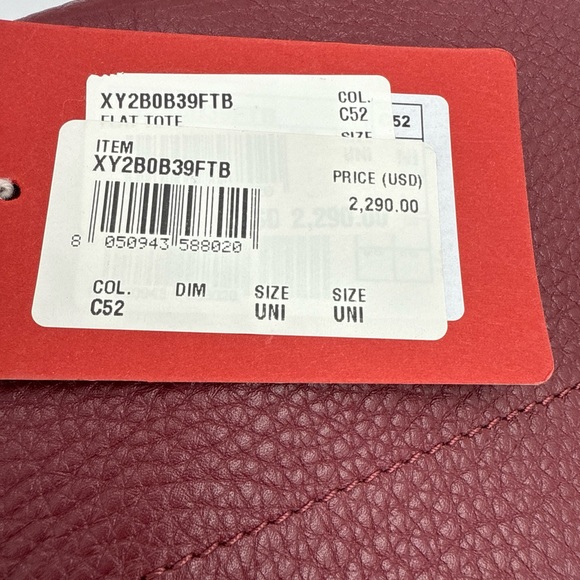 XY2B0B39FTB COL.
FLAT TOTE C52 52
SIZE
UNI
ITEM
XY2B0B39FTB PRICE (USD)
2,290.00
8 050943 588020
COL. DIM SIZE SIZE
C52 UNI UNI